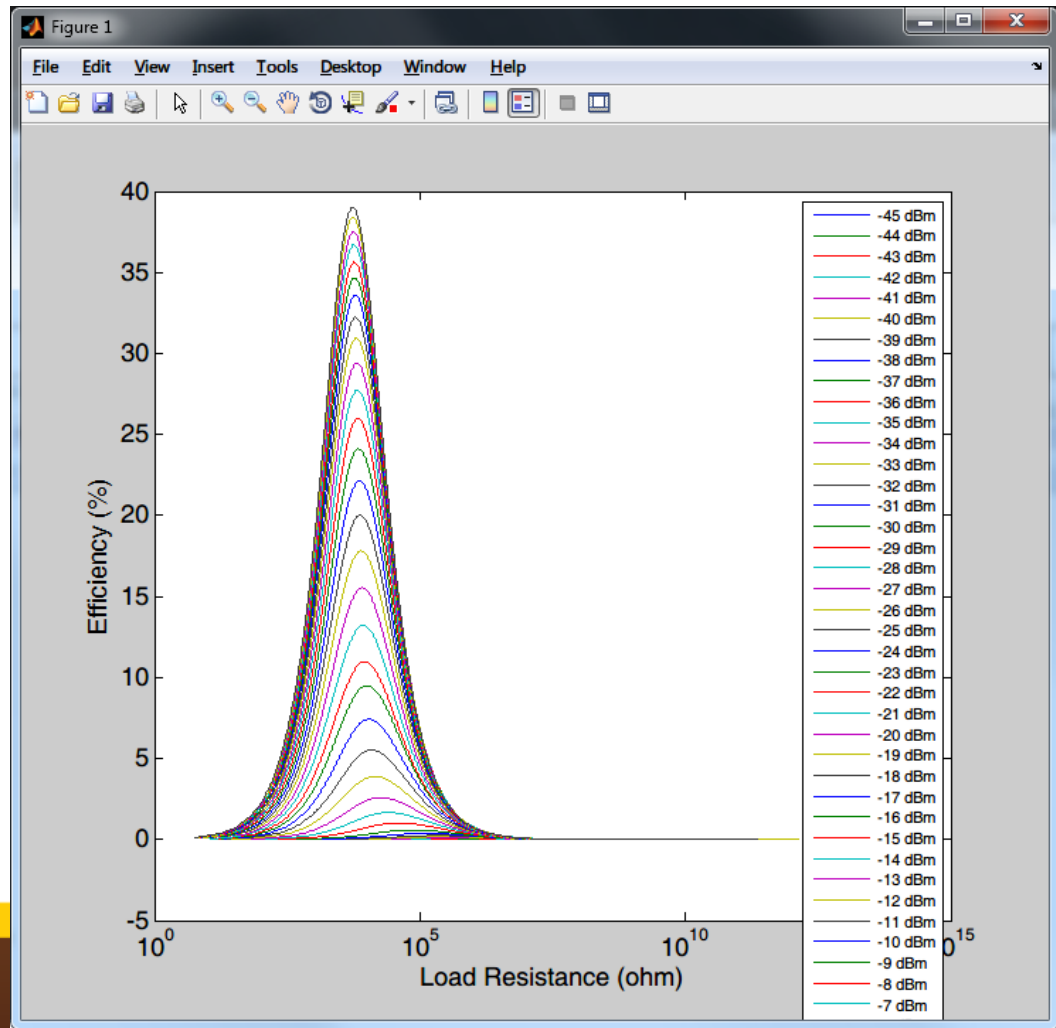 Figure 1
File Edit View Insert Tools Desktop Window Help
40
35
30
25
20
15
10
5
0
-5
Efficiency (%)
10^0 10^5 10^10 15
Load Resistance (ohm)
-45 dBm
-44 dBm
-43 dBm
-42 dBm
-41 dBm
-40 dBm
-39 dBm
-38 dBm
-37 dBm
-36 dBm
-35 dBm
-34 dBm
-33 dBm
-32 dBm
-31 dBm
-30 dBm
-29 dBm
-28 dBm
-27 dBm
-26 dBm
-25 dBm
-24 dBm
-23 dBm
-22 dBm
-21 dBm
-20 dBm
-19 dBm
-18 dBm
-17 dBm
-16 dBm
-15 dBm
-14 dBm
-13 dBm
-12 dBm
-11 dBm
-10 dBm
-9 dBm
-8 dBm
-7 dBm